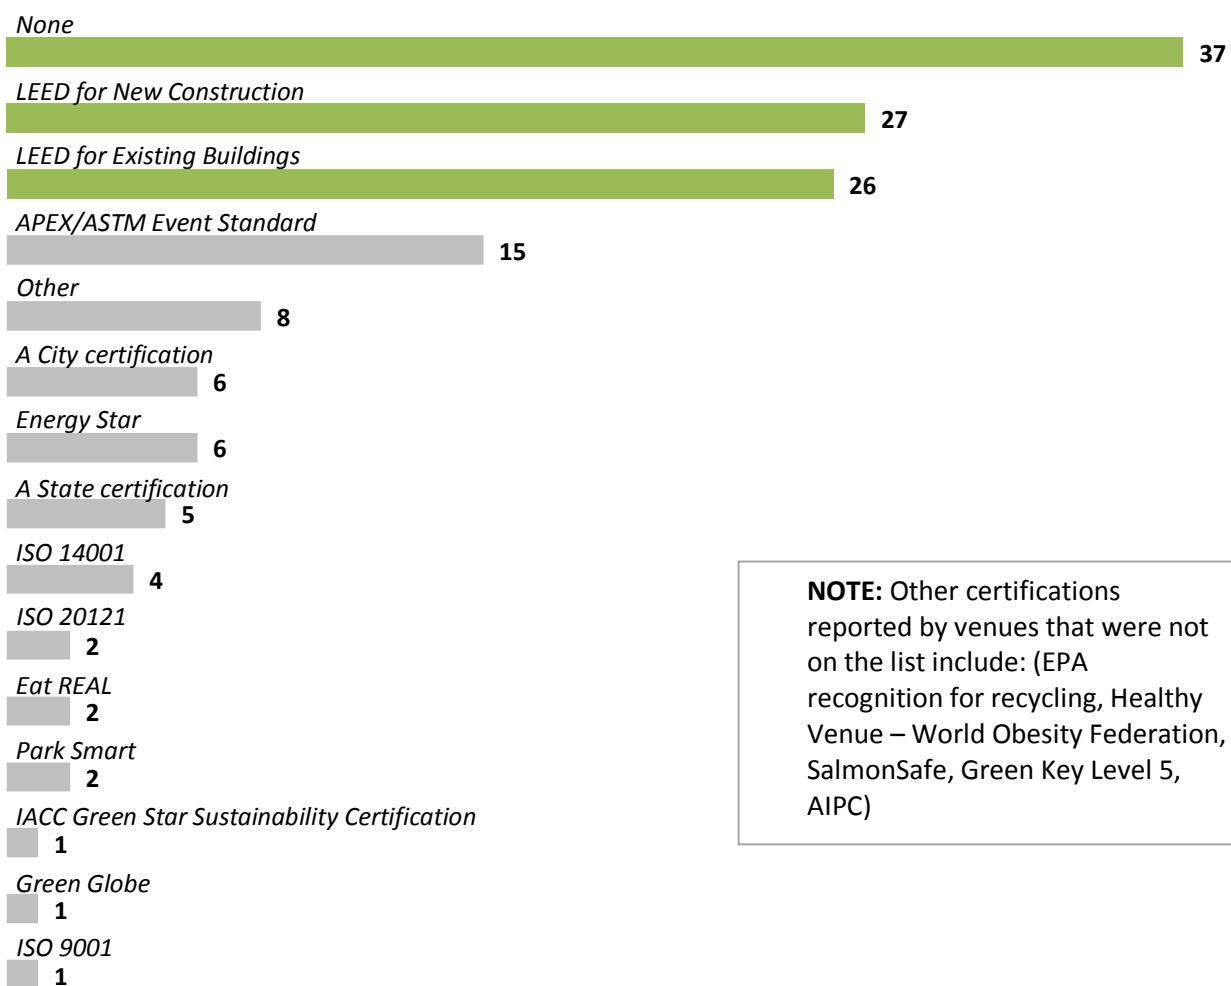 None
37
LEED for New Construction
27
LEED for Existing Buildings
26
APEX/ASTM Event Standard
15
Other
8
A City certification
6
Energy Star
6
A State certification
5
ISO 14001
4
ISO 20121
2
Eat REAL
2
Park Smart
2
IACC Green Star Sustainability Certification
1
Green Globe
1
ISO 9001
1
NOTE: Other certifications
reported by venues that were not
on the list include: (EPA
recognition for recycling, Healthy
Venue – World Obesity Federation,
SalmonSafe, Green Key Level 5,
AIPC)